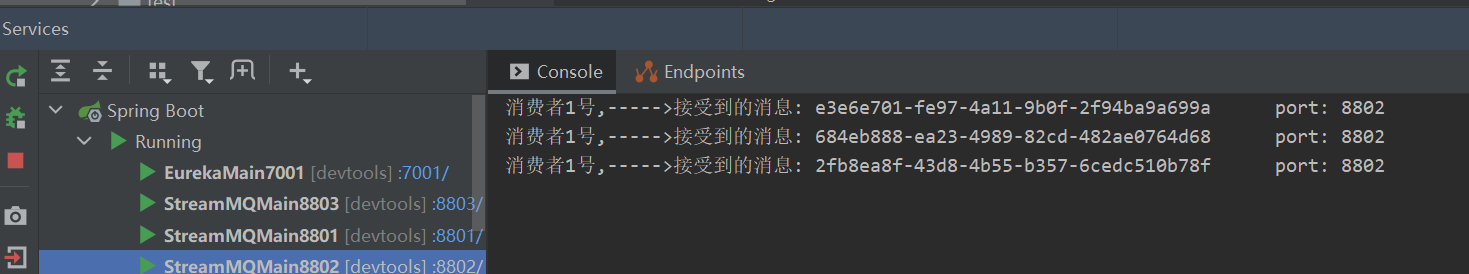 Test
Services
Console
Endpoints
Spring Boot
Running
EurekaMain7001 [devtools] :7001/
StreamMQMain8803 [devtools] :8803/
StreamMQMain8801 [devtools] :8801/
StreamMQMain8802 [devtools] :8802/
消费者1号,----->接受到的消息: e3e6e701-fe97-4a11-9b0f-2f94ba9a699a port: 8802
消费者1号,----->接受到的消息: 684eb888-ea23-4989-82cd-482ae0764d68 port: 8802
消费者1号,----->接受到的消息: 2fb8ea8f-43d8-4b55-b357-6cedc510b78f port: 8802